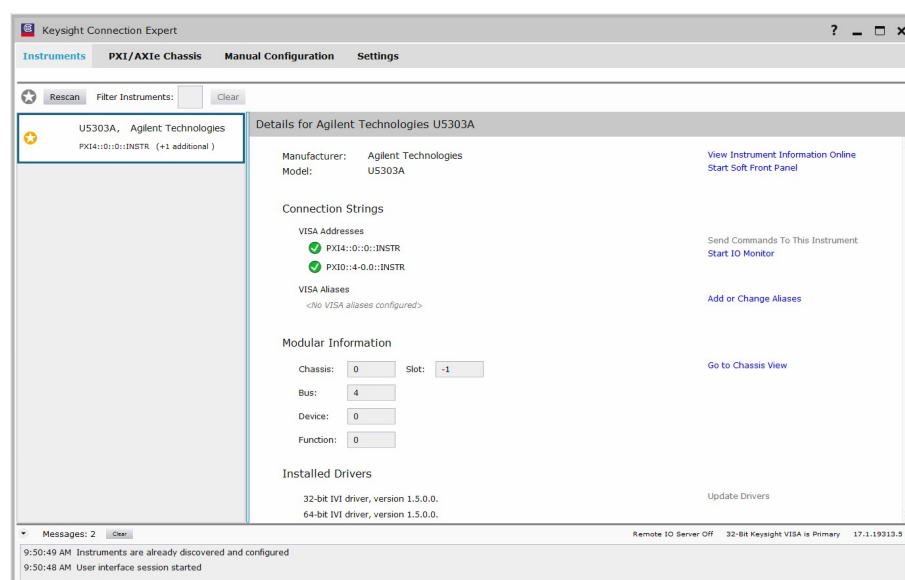 Keysight Connection Expert
Instruments PXI/AXIe Chassis Manual Configuration Settings
Rescan Filter Instruments: Clear
U5303A, Agilent Technologies
PXI4::0::0::INSTR (+1 additional )
Details for Agilent Technologies U5303A
Manufacturer: Agilent Technologies
Model: U5303A
View Instrument Information Online
Start Soft Front Panel
Connection Strings
VISA Addresses
PXI4::0::0::INSTR
PXI0::4-0.0::INSTR
Send Commands To This Instrument
Start IO Monitor
VISA Aliases
<No VISA aliases configured>
Add or Change Aliases
Modular Information
Chassis: 0 Slot: -1
Go to Chassis View
Bus: 4
Device: 0
Function: 0
Installed Drivers
32-bit IVI driver, version 1.5.0.0.
64-bit IVI driver, version 1.5.0.0.
Update Drivers
Messages: 2 Clear
Remote IO Server Off 32-Bit Keysight VISA is Primary 17.1.19313.5
9:50:49 AM Instruments are already discovered and configured
9:50:48 AM User interface session started